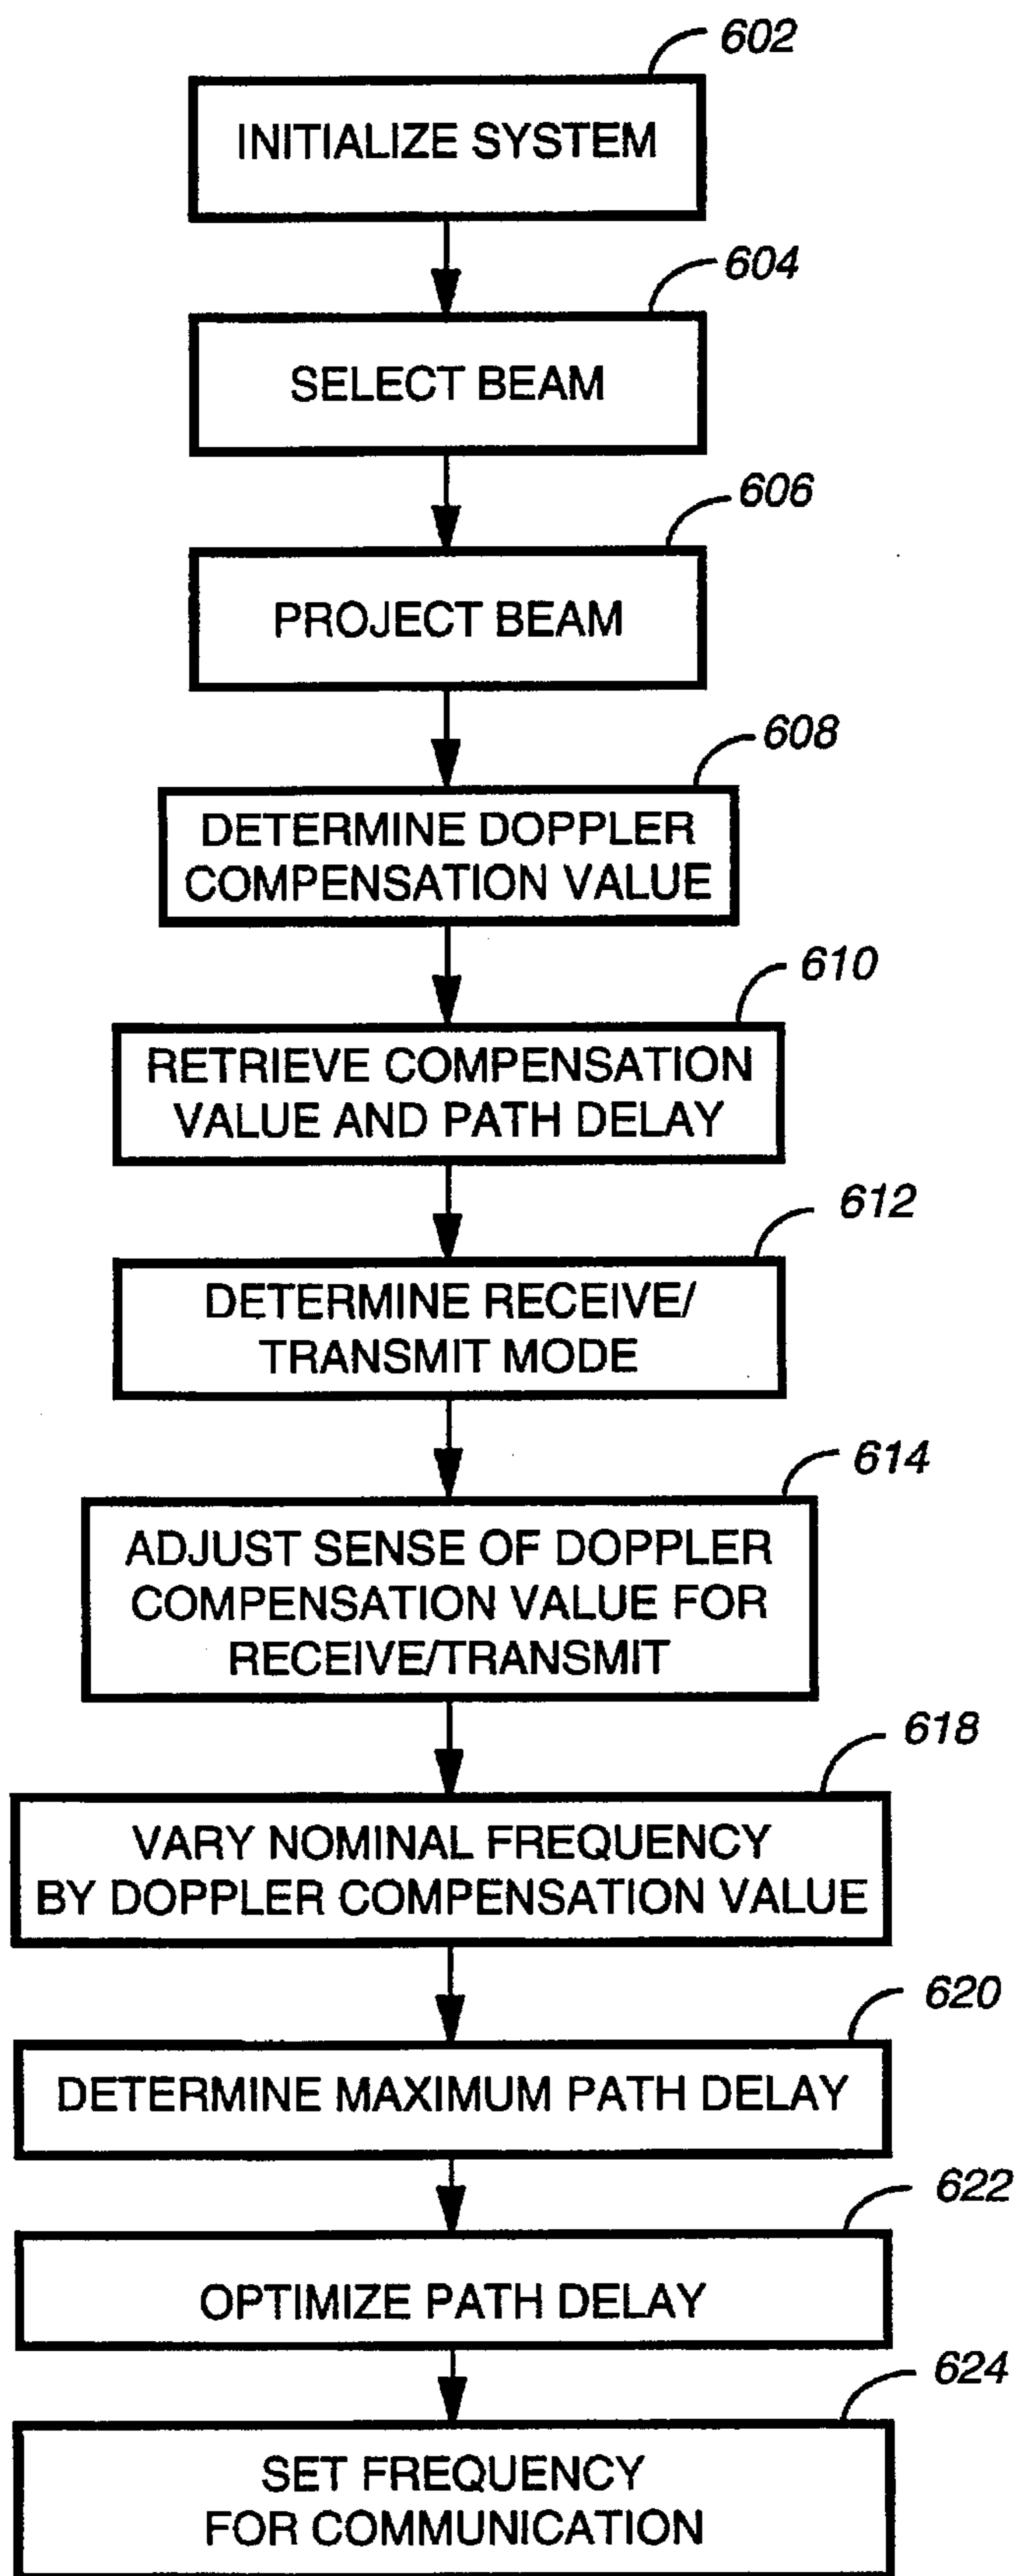 602
INITIALIZE SYSTEM
604
SELECT BEAM
606
PROJECT BEAM
608
DETERMINE DOPPLER
COMPENSATION VALUE
610
RETRIEVE COMPENSATION
VALUE AND PATH DELAY
612
DETERMINE RECEIVE/
TRANSMIT MODE
614
ADJUST SENSE OF DOPPLER
COMPENSATION VALUE FOR
RECEIVE/TRANSMIT
618
VARY NOMINAL FREQUENCY
BY DOPPLER COMPENSATION VALUE
620
DETERMINE MAXIMUM PATH DELAY
622
OPTIMIZE PATH DELAY
624
SET FREQUENCY
FOR COMMUNICATION